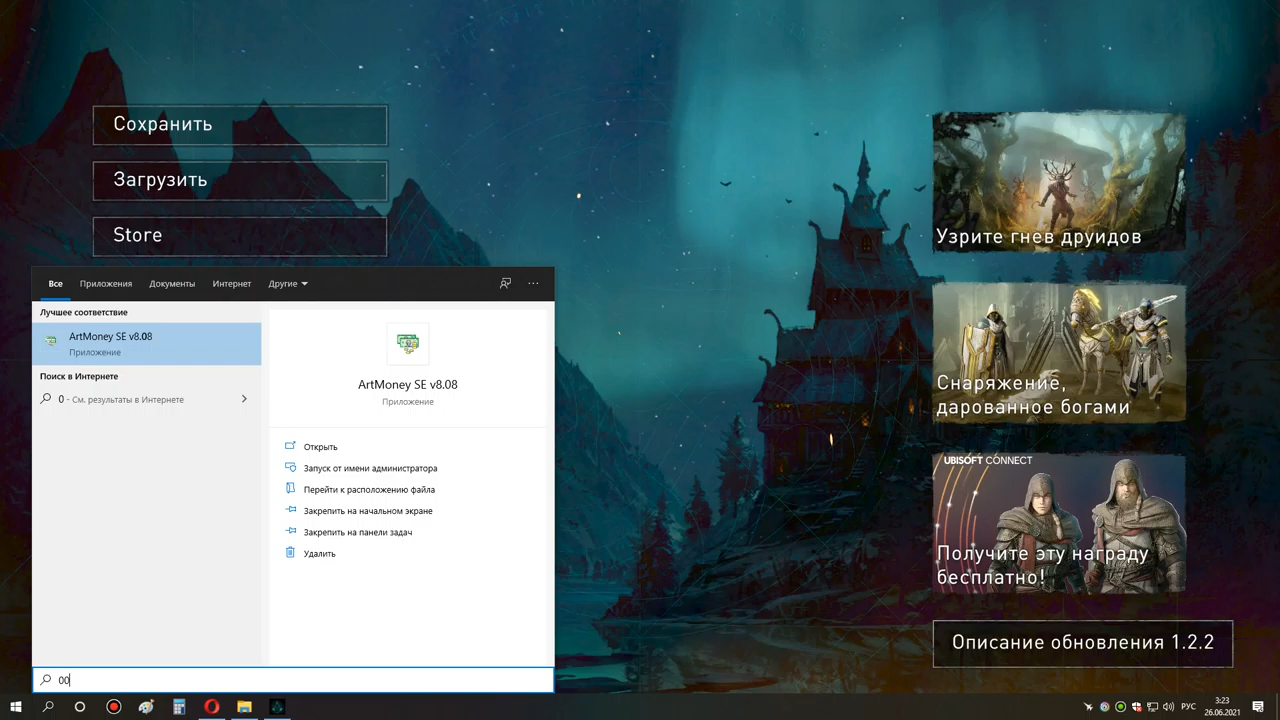 Сохранить
Загрузить
Store
Все
Приложения
Документы
Интернет
Другие
Лучшее соответствие
ArtMoney SE v8.08
Приложение
Поиск в Интернете
0 - См. результаты в Интернете
ArtMoney SE v8.08
Приложение
Открыть
Запуск от имени администратора
Перейти к расположению файла
Закрепить на начальном экране
Закрепить на панели задач
Удалить
00
Узрите гнев друидов
Снаряжение,
дарованное богами
UBISOFT CONNECT
Получите эту награду
бесплатно!
Описание обновления 1.2.2
РУС
3:23
26.06.2021